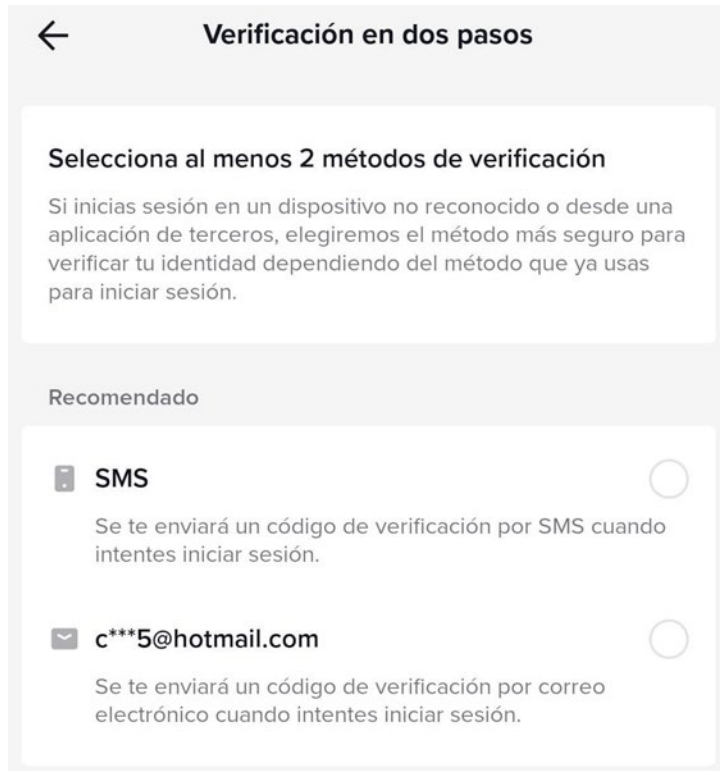 Verificación en dos pasos
Selecciona al menos 2 métodos de verificación
Si inicias sesión en un dispositivo no reconocido o desde una
aplicación de terceros, elegiremos el método más seguro para
verificar tu identidad dependiendo del método que ya usas
para iniciar sesión.
Recomendado
SMS
Se te enviará un código de verificación por SMS cuando
intentes iniciar sesión.
c***5@hotmail.com
Se te enviará un código de verificación por correo
electrónico cuando intentes iniciar sesión.